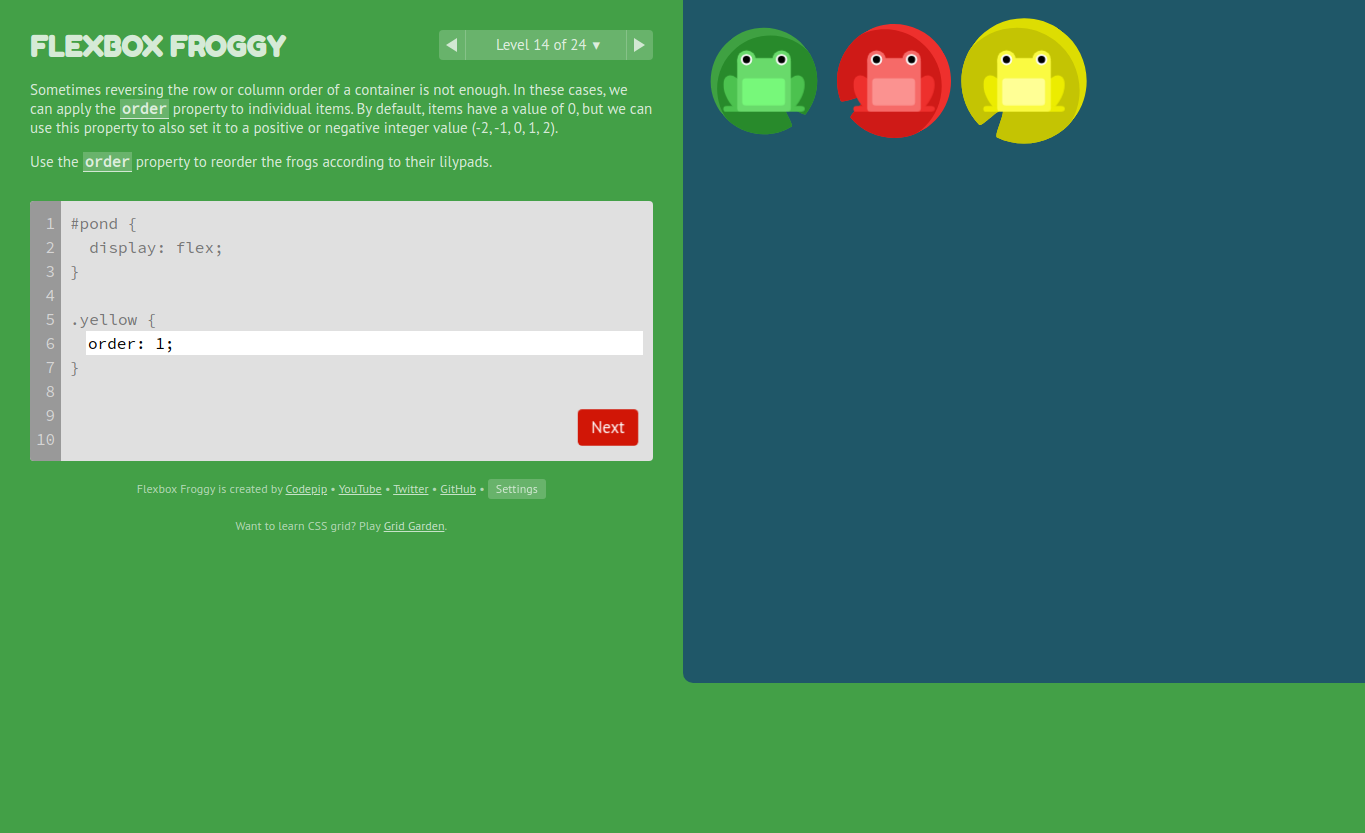 FLEXBOX FROGGY
◀ Level 14 of 24 ▼ ▶
Sometimes reversing the row or column order of a container is not enough. In these cases, we
can apply the order property to individual items. By default, items have a value of 0, but we can
use this property to also set it to a positive or negative integer value (-2, -1, 0, 1, 2).
Use the order property to reorder the frogs according to their lilypads.
1 #pond {
2 display: flex;
3 }
4
5 .yellow {
6 order: 1;
7 }
8
9
10
Next
Flexbox Froggy is created by Codepip • YouTube • Twitter • GitHub • Settings
Want to learn CSS grid? Play Grid Garden.